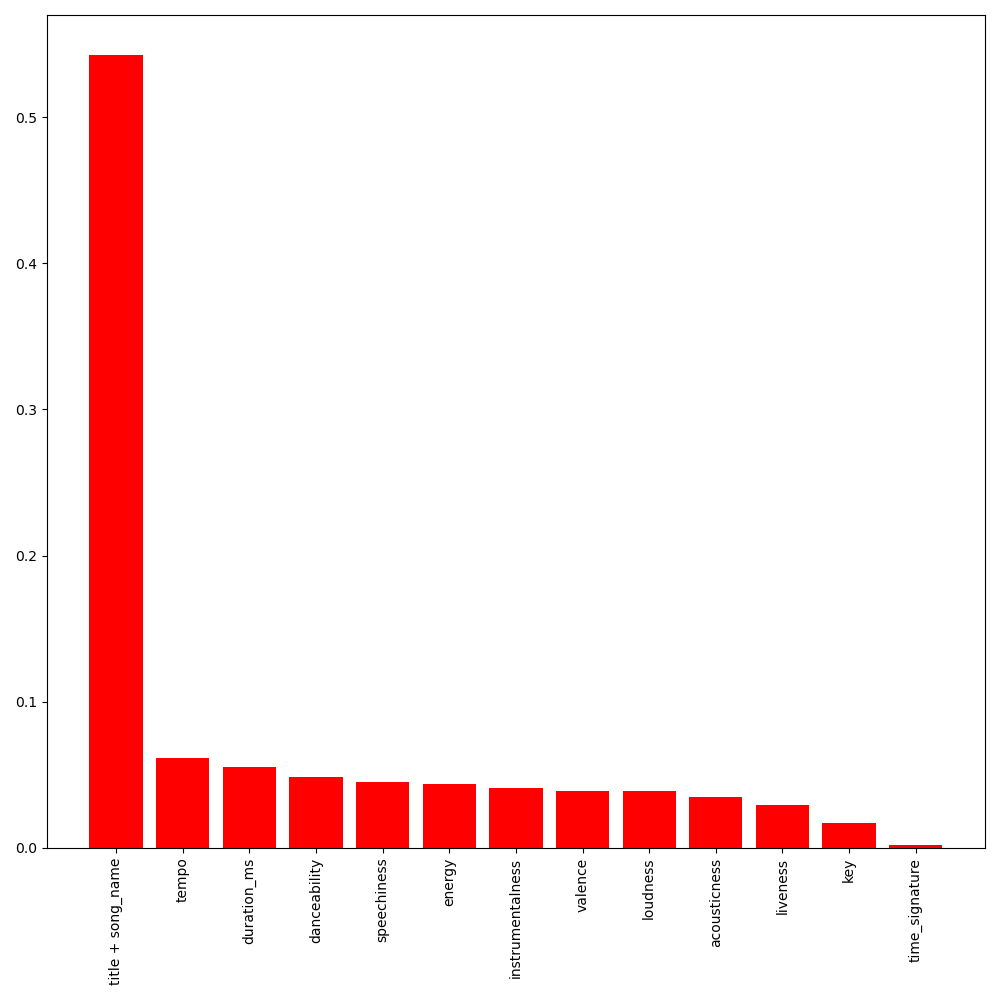 0.5
0.4
0.3
0.2
0.1
0.0
title + song_name
tempo
duration_ms
danceability
speechiness
energy
instrumentalness
valence
loudness
acousticness
liveness
key
time_signature